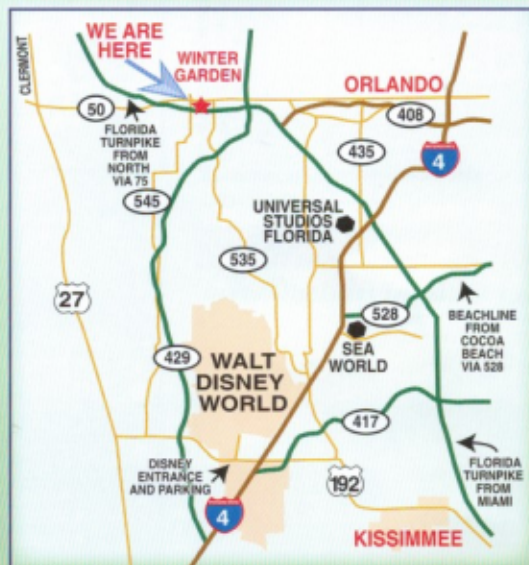 WE ARE
HERE
WINTER
GARDEN
ORLANDO
CLERMONT
50
408
FLORIDA
TURNPIKE
FROM
NORTH
VIA 75
435
4
545
UNIVERSAL
STUDIOS
FLORIDA
535
27
528
BEACHLINE
FROM
COCOA
BEACH
VIA 528
SEA
WORLD
429
WALT
DISNEY
WORLD
417
DISNEY
ENTRANCE
AND PARKING
192
FLORIDA
TURNPIKE
FROM
MIAMI
4
KISSIMMEE